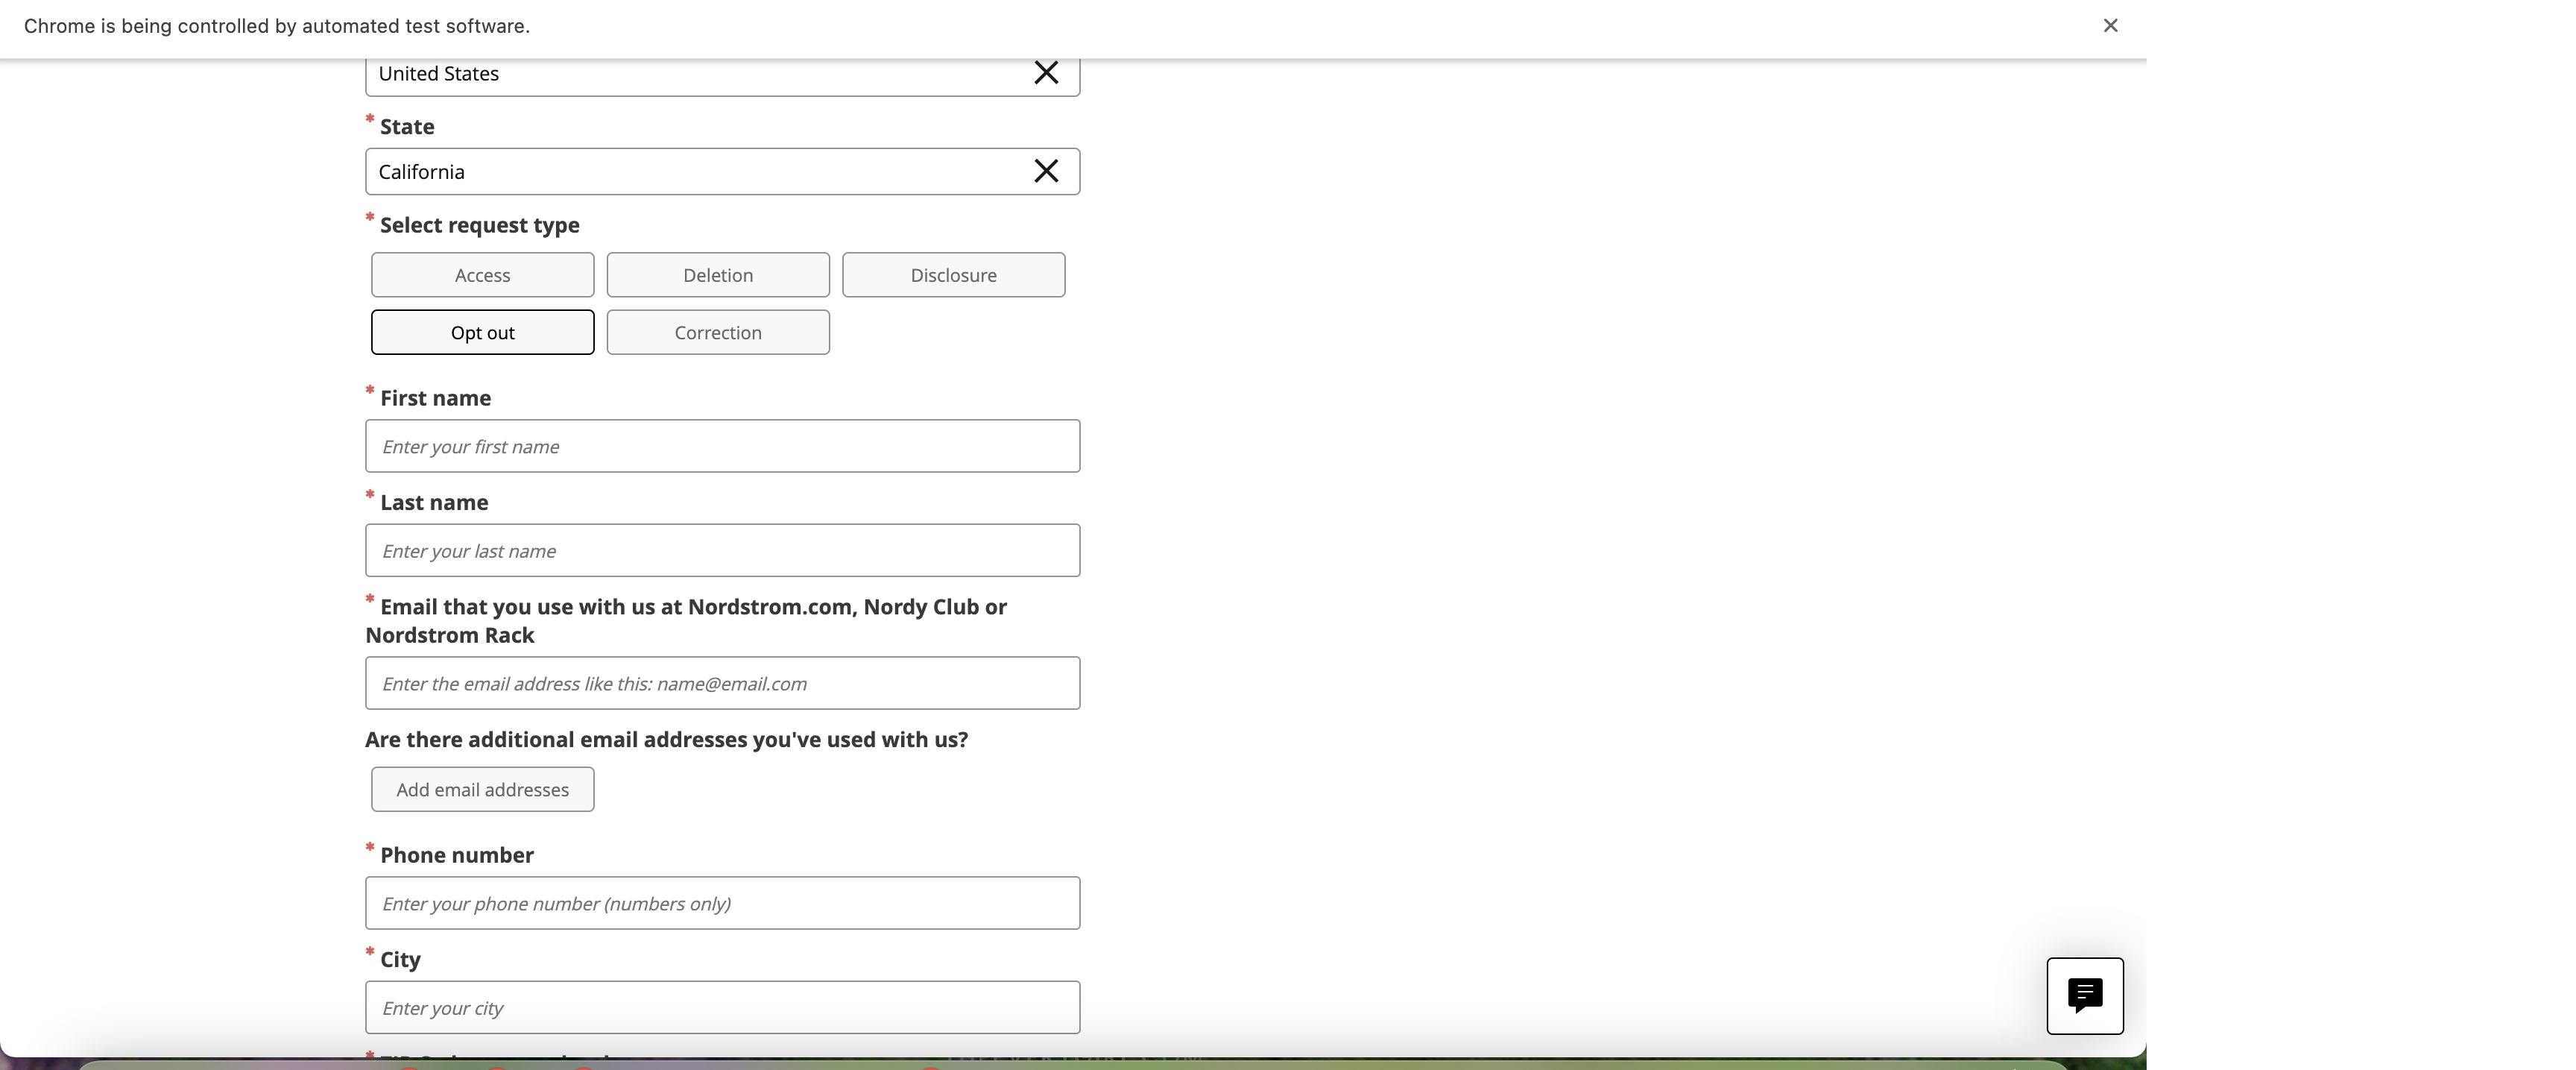 Chrome is being controlled by automated test software.
United States
* State
California
* Select request type
Access
Deletion
Disclosure
Opt out
Correction
* First name
Enter your first name
* Last name
Enter your last name
* Email that you use with us at Nordstrom.com, Nordy Club or
Nordstrom Rack
Enter the email address like this: name@email.com
Are there additional email addresses you've used with us?
Add email addresses
* Phone number
Enter your phone number (numbers only)
* City
Enter your city